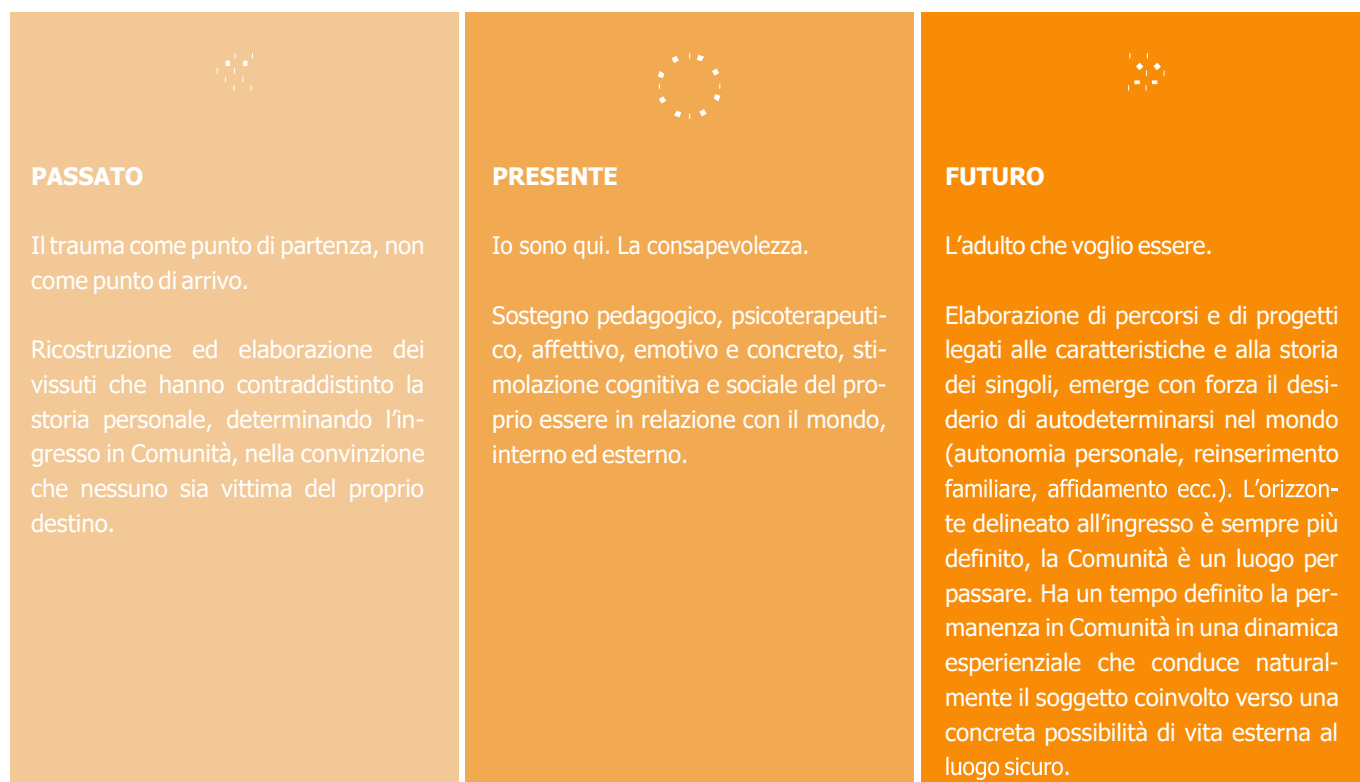 PASSATO
Il trauma come punto di partenza, non
come punto di arrivo.
Ricostruzione ed elaborazione dei
vissuti che hanno contraddistinto la
storia personale, determinando l’in-
gresso in Comunità, nella convinzione
che nessuno sia vittima del proprio
destino.
PRESENTE
Io sono qui. La consapevolezza.
Sostegno pedagogico, psicoterapeuti-
co, affettivo, emotivo e concreto, sti-
molazione cognitiva e sociale del pro-
prio essere in relazione con il mondo,
interno ed esterno.
FUTURO
L’adulto che voglio essere.
Elaborazione di percorsi e di progetti
legati alle caratteristiche e alla storia
dei singoli, emerge con forza il desi-
derio di autodeterminarsi nel mondo
(autonomia personale, reinserimento
familiare, affidamento ecc.). L’orizzon-
te delineato all’ingresso è sempre più
definito, la Comunità è un luogo per
passare. Ha un tempo definito la per-
manenza in Comunità in una dinamica
esperienziale che conduce natural-
mente il soggetto coinvolto verso una
concreta possibilità di vita esterna al
luogo sicuro.